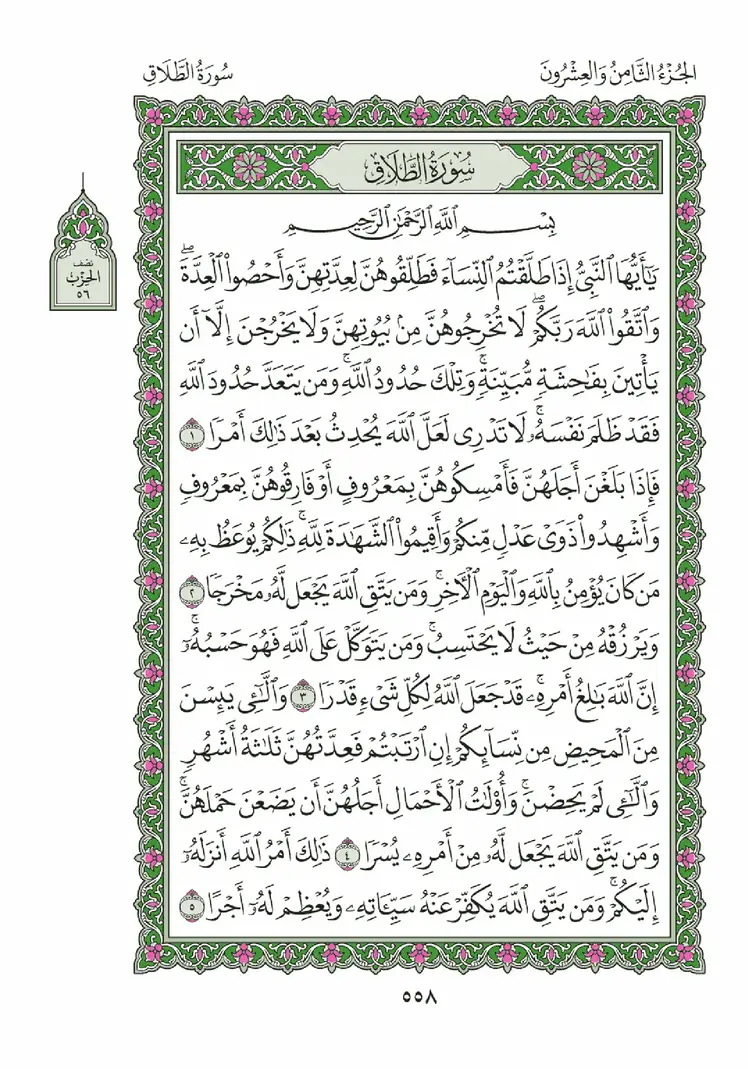 الجُزْءُ الثَّامِنُ وَالعِشْرُونَ
سُورَةُ الطَّلَاقِ
سُورَةُ الطَّلَاقِ
بِسْمِ اللَّهِ الرَّحْمَٰنِ الرَّحِيمِ
نصف
الحِزْب
٥٦
يَٰٓأَيُّهَا ٱلنَّبِيُّ إِذَا طَلَّقْتُمُ ٱلنِّسَآءَ فَطَلِّقُوهُنَّ لِعِدَّتِهِنَّ وَأَحْصُوا۟ ٱلْعِدَّةَ ۖ
وَٱتَّقُوا۟ ٱللَّهَ رَبَّكُمْ ۖ لَا تُخْرِجُوهُنَّ مِنۢ بُيُوتِهِنَّ وَلَا يَخْرُجْنَ إِلَّآ أَن
يَأْتِينَ بِفَٰحِشَةٍ مُّبَيِّنَةٍ ۚ وَتِلْكَ حُدُودُ ٱللَّهِ ۚ وَمَن يَتَعَدَّ حُدُودَ ٱللَّهِ
فَقَدْ ظَلَمَ نَفْسَهُۥ ۚ لَا تَدْرِى لَعَلَّ ٱللَّهَ يُحْدِثُ بَعْدَ ذَٰلِكَ أَمْرًا ١
فَإِذَا بَلَغْنَ أَجَلَهُنَّ فَأَمْسِكُوهُنَّ بِمَعْرُوفٍ أَوْ فَارِقُوهُنَّ بِمَعْرُوفٍ
وَأَشْهِدُوا۟ ذَوَىْ عَدْلٍ مِّنكُمْ وَأَقِيمُوا۟ ٱلشَّهَٰدَةَ لِلَّهِ ۚ ذَٰلِكُمْ يُوعَظُ بِهِۦ
مَن كَانَ يُؤْمِنُ بِٱللَّهِ وَٱلْيَوْمِ ٱلْأَخِرِ ۚ وَمَن يَتَّقِ ٱللَّهَ يَجْعَل لَّهُۥ مَخْرَجًا ٢
وَيَرْزُقْهُ مِنْ حَيْثُ لَا يَحْتَسِبُ ۚ وَمَن يَتَوَكَّلْ عَلَى ٱللَّهِ فَهُوَ حَسْبُهُۥٓ ۚ
إِنَّ ٱللَّهَ بَٰلِغُ أَمْرِهِۦ ۚ قَدْ جَعَلَ ٱللَّهُ لِكُلِّ شَىْءٍ قَدْرًا ٣ وَٱلَّٰٓـِٔى يَئِسْنَ
مِنَ ٱلْمَحِيضِ مِن نِّسَآئِكُمْ إِنِ ٱرْتَبْتُمْ فَعِدَّتُهُنَّ ثَلَٰثَةُ أَشْهُرٍ
وَٱلَّٰٓـِٔى لَمْ يَحِضْنَ ۚ وَأُو۟لَٰتُ ٱلْأَحْمَالِ أَجَلُهُنَّ أَن يَضَعْنَ حَمْلَهُنَّ ۚ
وَمَن يَتَّقِ ٱللَّهَ يَجْعَل لَّهُۥ مِنْ أَمْرِهِۦ يُسْرًا ٤ ذَٰلِكَ أَمْرُ ٱللَّهِ أَنزَلَهُۥٓ
إِلَيْكُمْ ۚ وَمَن يَتَّقِ ٱللَّهَ يُكَفِّرْ عَنْهُ سَيِّـَٔاتِهِۦ وَيُعْظِمْ لَهُۥٓ أَجْرًا ٥
٥٥٨